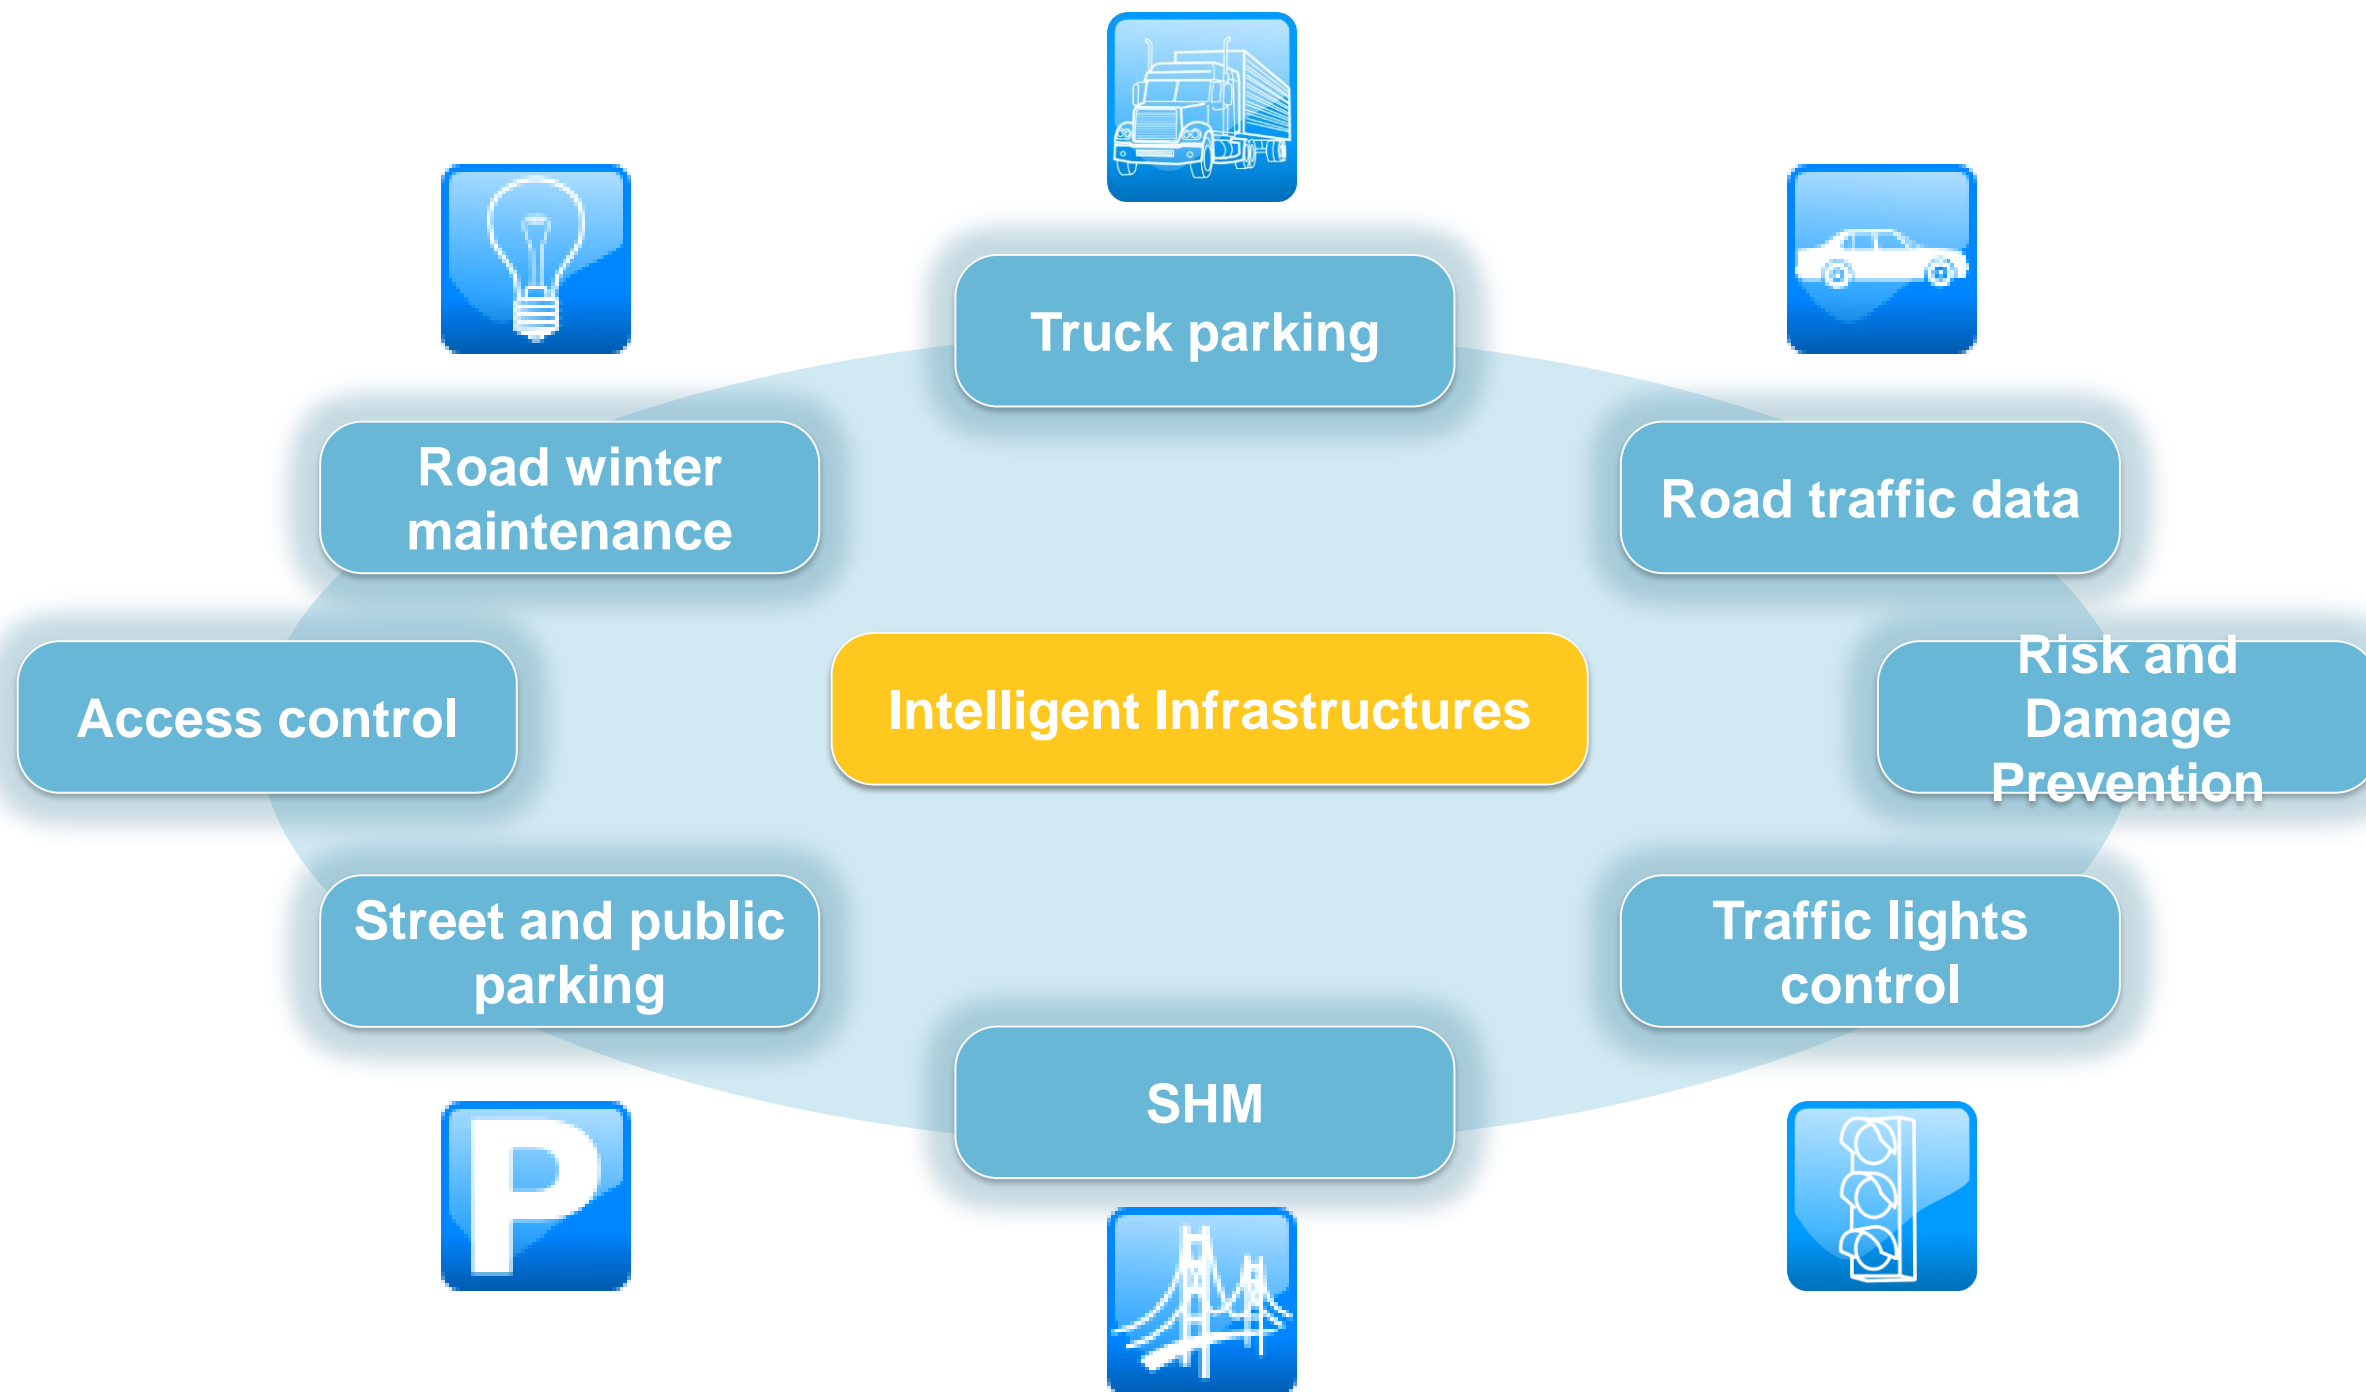 Truck parking
Road winter
maintenance
Road traffic data
Access control
Intelligent Infrastructures
Risk and
Damage
Prevention
Street and public
parking
Traffic lights
control
SHM
P